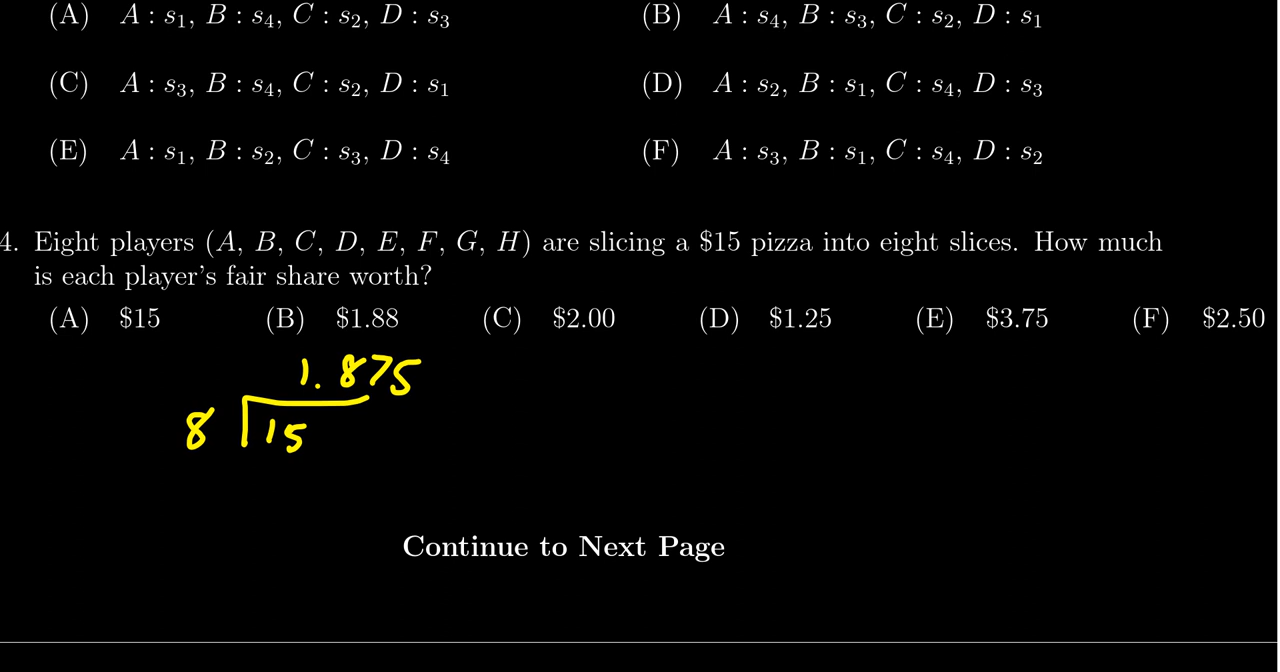 (A) A : s₁, B : s₄, C : s₂, D : s₃ (B) A : s₄, B : s₃, C : s₂, D : s₁
(C) A : s₃, B : s₄, C : s₂, D : s₁ (D) A : s₂, B : s₁, C : s₄, D : s₃
(E) A : s₁, B : s₂, C : s₃, D : s₄ (F) A : s₃, B : s₁, C : s₄, D : s₂
4. Eight players (A, B, C, D, E, F, G, H) are slicing a $15 pizza into eight slices. How much
is each player's fair share worth?
(A) $15 (B) $1.88 (C) $2.00 (D) $1.25 (E) $3.75 (F) $2.50
1.875
8 15
Continue to Next Page